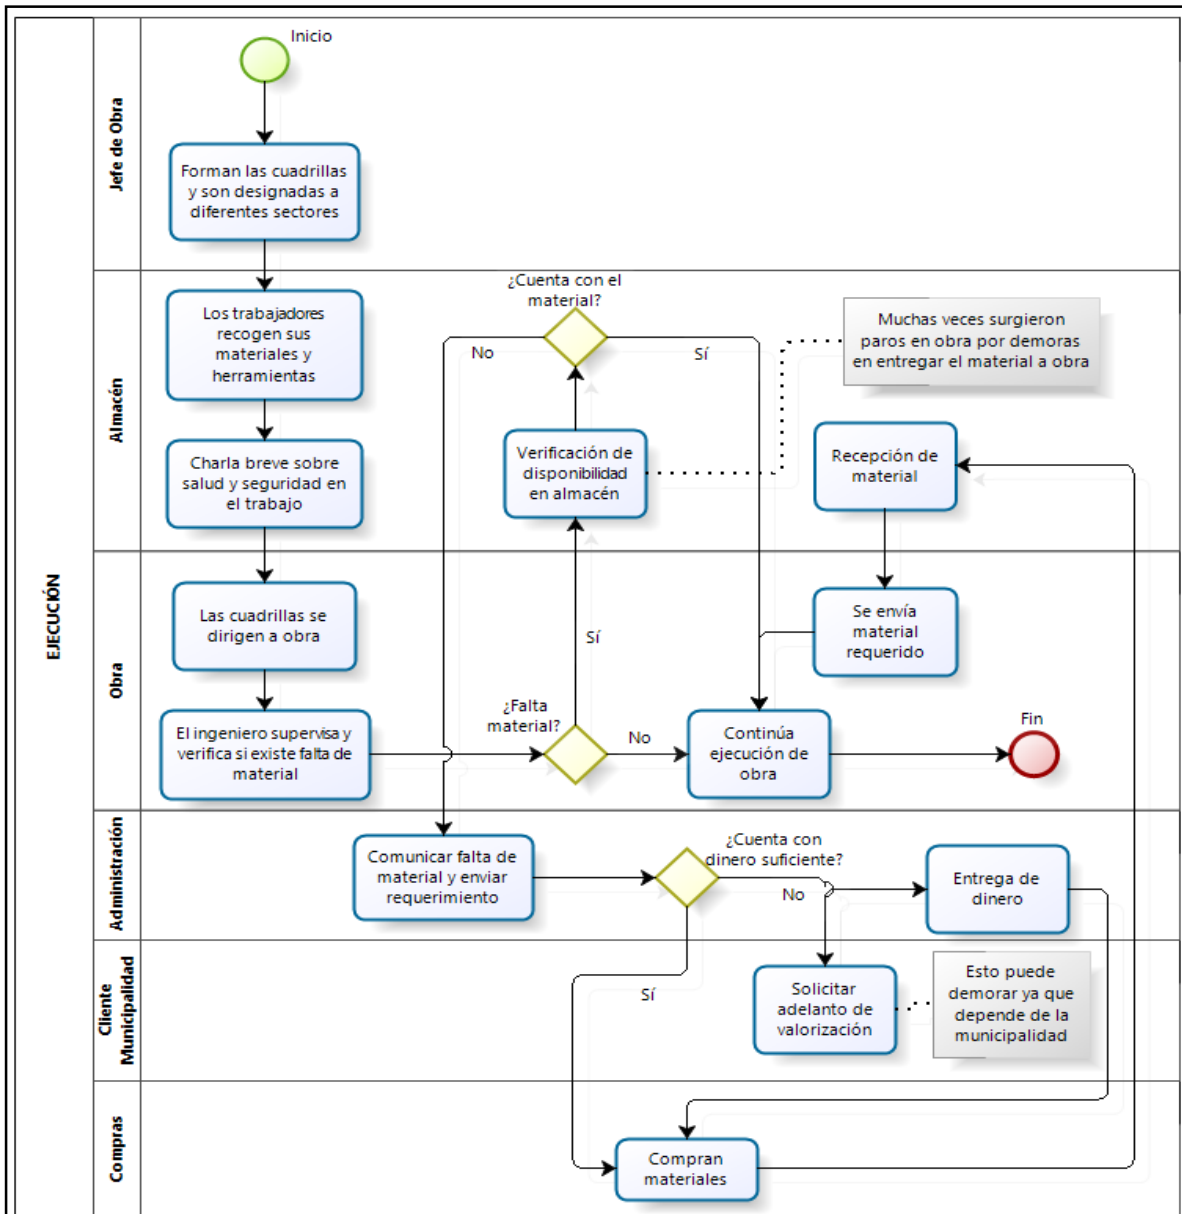 EJECUCIÓN
Jefe de Obra
Inicio
Forman las cuadrillas
y son designadas a
diferentes sectores
Almacén
Los trabajadores
recogen sus
materiales y
herramientas
Charla breve sobre
salud y seguridad en
el trabajo
¿Cuenta con el
material?
No
Sí
Verificación de
disponibilidad
en almacén
Muchas veces surgieron
paros en obra por demoras
en entregar el material a obra
Recepción de
material
Obra
Las cuadrillas se
dirigen a obra
El ingeniero supervisa y
verifica si existe falta de
material
¿Falta
material?
Sí
No
Continúa
ejecución de
obra
Se envía
material
requerido
Fin
Administración
Comunicar falta de
material y enviar
requerimiento
¿Cuenta con
dinero suficiente?
No
Sí
Entrega de
dinero
Cliente
Municipalidad
Solicitar
adelanto de
valorización
Esto puede
demorar ya que
depende de la
municipalidad
Compras
Compran
materiales